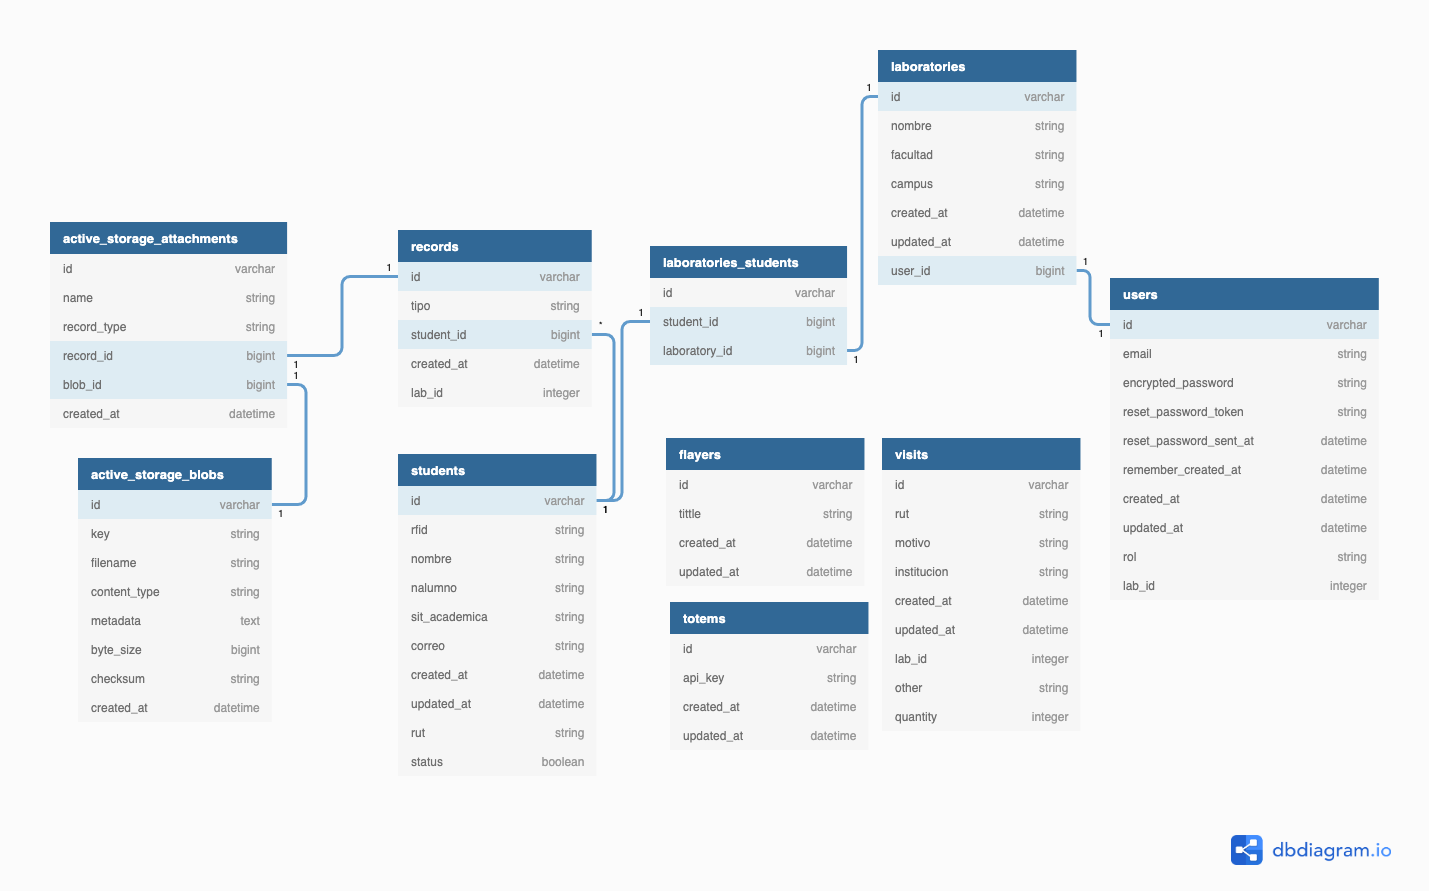 laboratories
id varchar
nombre string
facultad string
campus string
created_at datetime
updated_at datetime
user_id bigint
1
1
active_storage_attachments
id varchar
name string
record_type string
record_id bigint
blob_id bigint
created_at datetime
1
1
1
records
id varchar
tipo string
student_id bigint
created_at datetime
lab_id integer
*
laboratories_students
id varchar
student_id bigint
laboratory_id bigint
1
1
users
id varchar
email string
encrypted_password string
reset_password_token string
reset_password_sent_at datetime
remember_created_at datetime
created_at datetime
updated_at datetime
rol string
lab_id integer
1
active_storage_blobs
id varchar
key string
filename string
content_type string
metadata text
byte_size bigint
checksum string
created_at datetime
1
students
id varchar
rfid string
nombre string
nalumno string
sit_academica string
correo string
created_at datetime
updated_at datetime
rut string
status boolean
1
flayers
id varchar
tittle string
created_at datetime
updated_at datetime
totems
id varchar
api_key string
created_at datetime
updated_at datetime
visits
id varchar
rut string
motivo string
institucion string
created_at datetime
updated_at datetime
lab_id integer
other string
quantity integer
dbdiagram.io